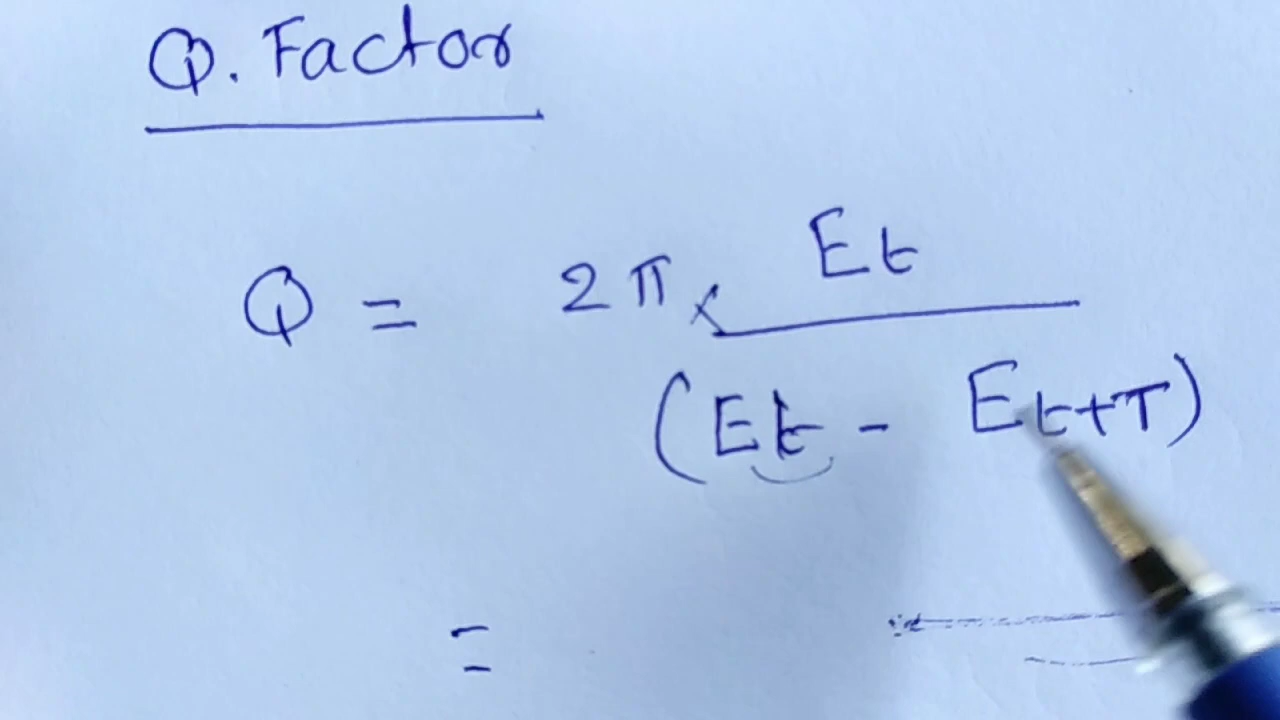 Q. Factor
Q = 2π × Et
(Et - Et+T)
=